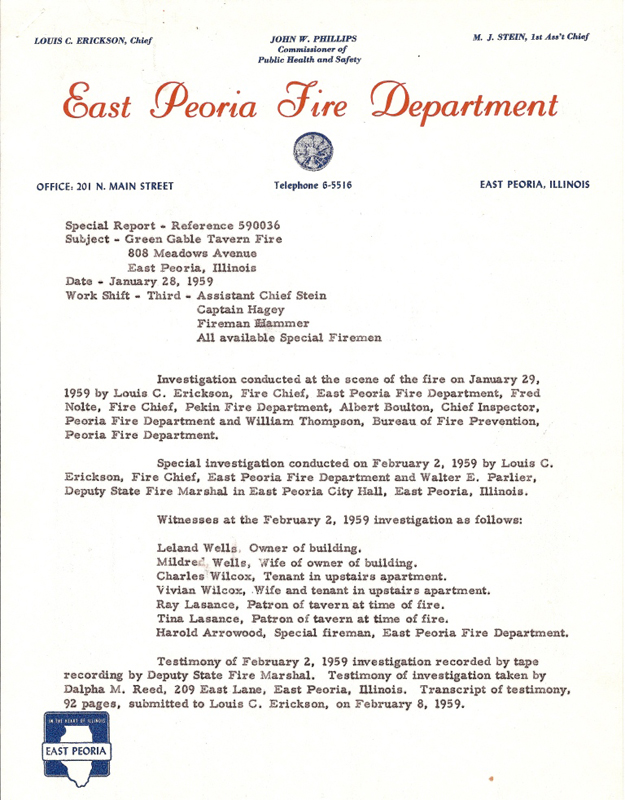 LOUIS C. ERICKSON, Chief
JOHN W. PHILLIPS
Commissioner of
Public Health and Safety
M. J. STEIN, 1st Ass't Chief
East Peoria Fire Department
OFFICE: 201 N. MAIN STREET
Telephone 6-5516
EAST PEORIA, ILLINOIS
Special Report - Reference 590036
Subject - Green Gable Tavern Fire
808 Meadows Avenue
East Peoria, Illinois
Date - January 28, 1959
Work Shift - Third - Assistant Chief Stein
Captain Hagey
Fireman Hammer
All available Special Firemen
Investigation conducted at the scene of the fire on January 29,
1959 by Louis C. Erickson, Fire Chief, East Peoria Fire Department, Fred
Nolte, Fire Chief, Pekin Fire Department, Albert Boulton, Chief Inspector,
Peoria Fire Department and William Thompson, Bureau of Fire Prevention,
Peoria Fire Department.
Special investigation conducted on February 2, 1959 by Louis C.
Erickson, Fire Chief, East Peoria Fire Department and Walter E. Parlier,
Deputy State Fire Marshal in East Peoria City Hall, East Peoria, Illinois.
Witnesses at the February 2, 1959 investigation as follows:
Leland Wells, Owner of building.
Mildred Wells, Wife of owner of building.
Charles Wilcox, Tenant in upstairs apartment.
Vivian Wilcox, Wife and tenant in upstairs apartment.
Ray Lasance, Patron of tavern at time of fire.
Tina Lasance, Patron of tavern at time of fire.
Harold Arrowood, Special fireman, East Peoria Fire Department.
Testimony of February 2, 1959 investigation recorded by tape
recording by Deputy State Fire Marshal. Testimony of investigation taken by
Dalpha M. Reed, 209 East Lane, East Peoria, Illinois. Transcript of testimony,
92 pages, submitted to Louis C. Erickson, on February 8, 1959.
IN THE HEART OF ILLINOIS
EAST PEORIA